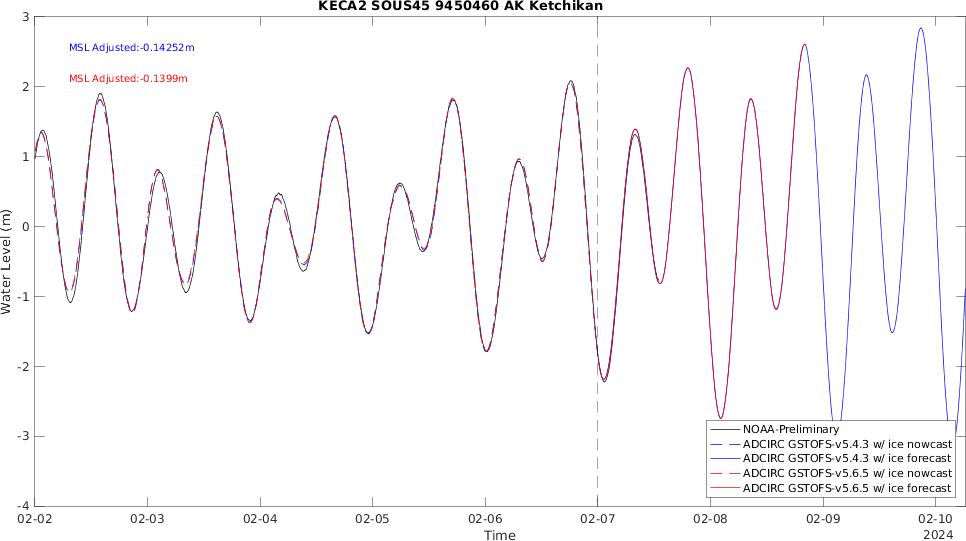 KECA2 SOUS45 9450460 AK Ketchikan
3
MSL Adjusted:-0.14252m
MSL Adjusted:-0.1399m
2
1
0
-1
-2
-3
-4
Water Level (m)
NOAA-Preliminary
ADCIRC GSTOFS-v5.4.3 w/ ice nowcast
ADCIRC GSTOFS-v5.4.3 w/ ice forecast
ADCIRC GSTOFS-v5.6.5 w/ ice nowcast
ADCIRC GSTOFS-v5.6.5 w/ ice forecast
02-02 02-03 02-04 02-05 02-06 02-07 02-08 02-09 02-10
Time
2024